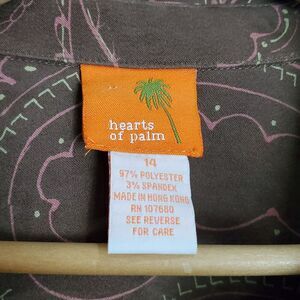 hearts
of palm
14
97% POLYESTER
3% SPANDEX
MADE IN HONG KONG
RN 107680
SEE REVERSE
FOR CARE